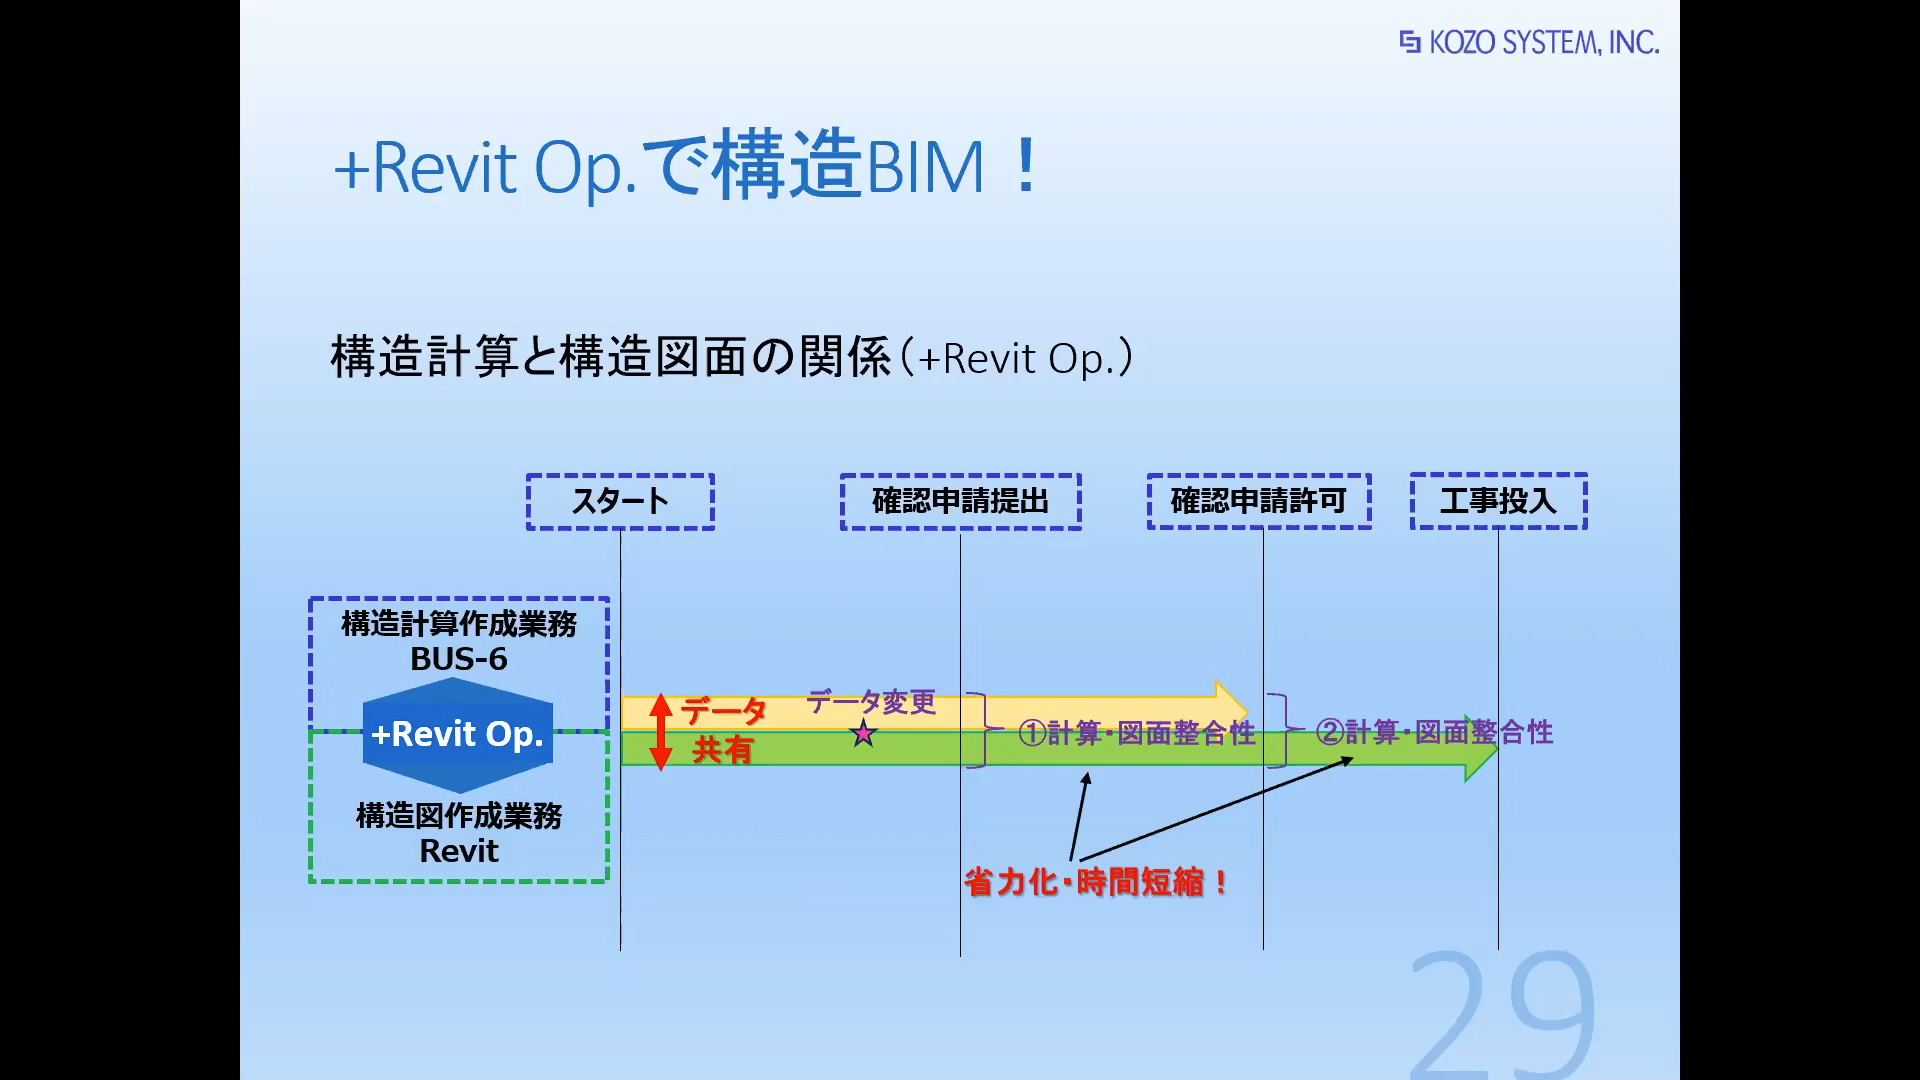 KOZO SYSTEM, INC.
+Revit Op.で構造BIM！
構造計算と構造図面の関係（+Revit Op.）
スタート
確認申請提出
確認申請許可
工事投入
構造計算作成業務
BUS-6
+Revit Op.
構造図作成業務
Revit
データ
共有
データ変更
①計算・図面整合性
②計算・図面整合性
省力化・時間短縮！
29